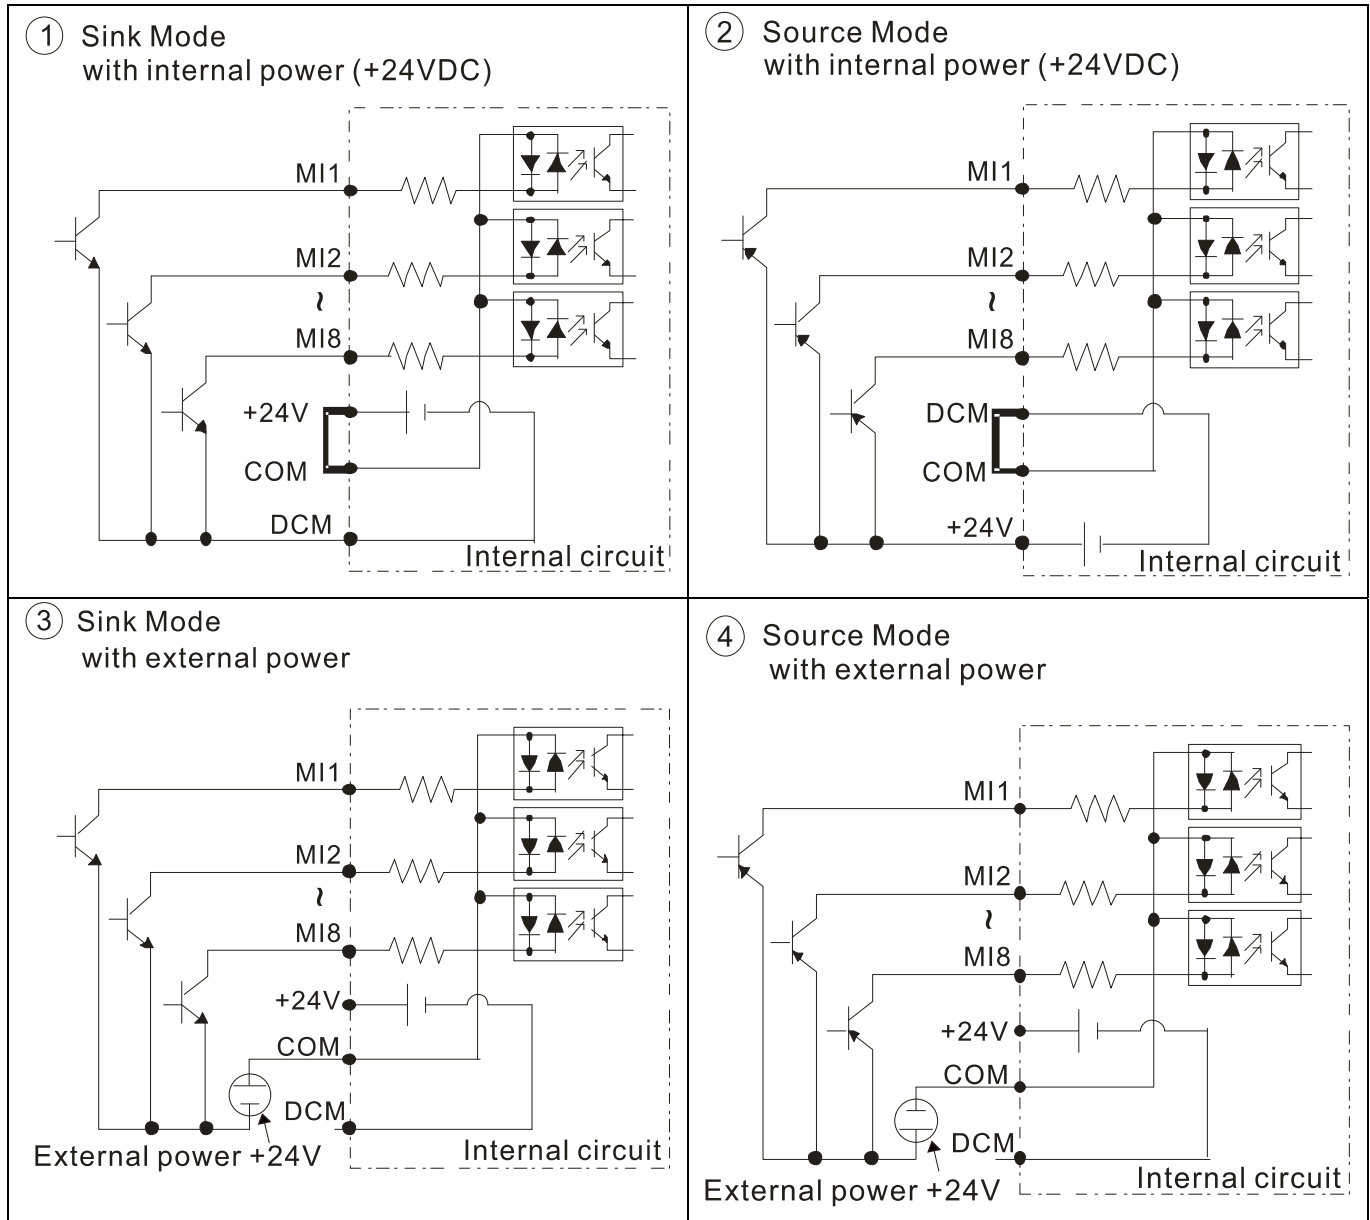 1 Sink Mode
with internal power (+24VDC)
MI1
MI2
~
MI8
+24V
COM
DCM
Internal circuit
2 Source Mode
with internal power (+24VDC)
MI1
MI2
~
MI8
DCM
COM
+24V
Internal circuit
3 Sink Mode
with external power
MI1
MI2
~
MI8
+24V
COM
DCM
Internal circuit
External power +24V
4 Source Mode
with external power
MI1
MI2
~
MI8
+24V
COM
DCM
Internal circuit
External power +24V